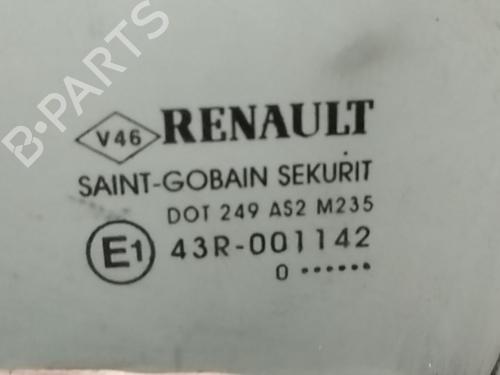 B-PARTS
V46 RENAULT
SAINT-GOBAIN SEKURIT
DOT 249 AS2 M235
E1 43R-001142
0 ••••••